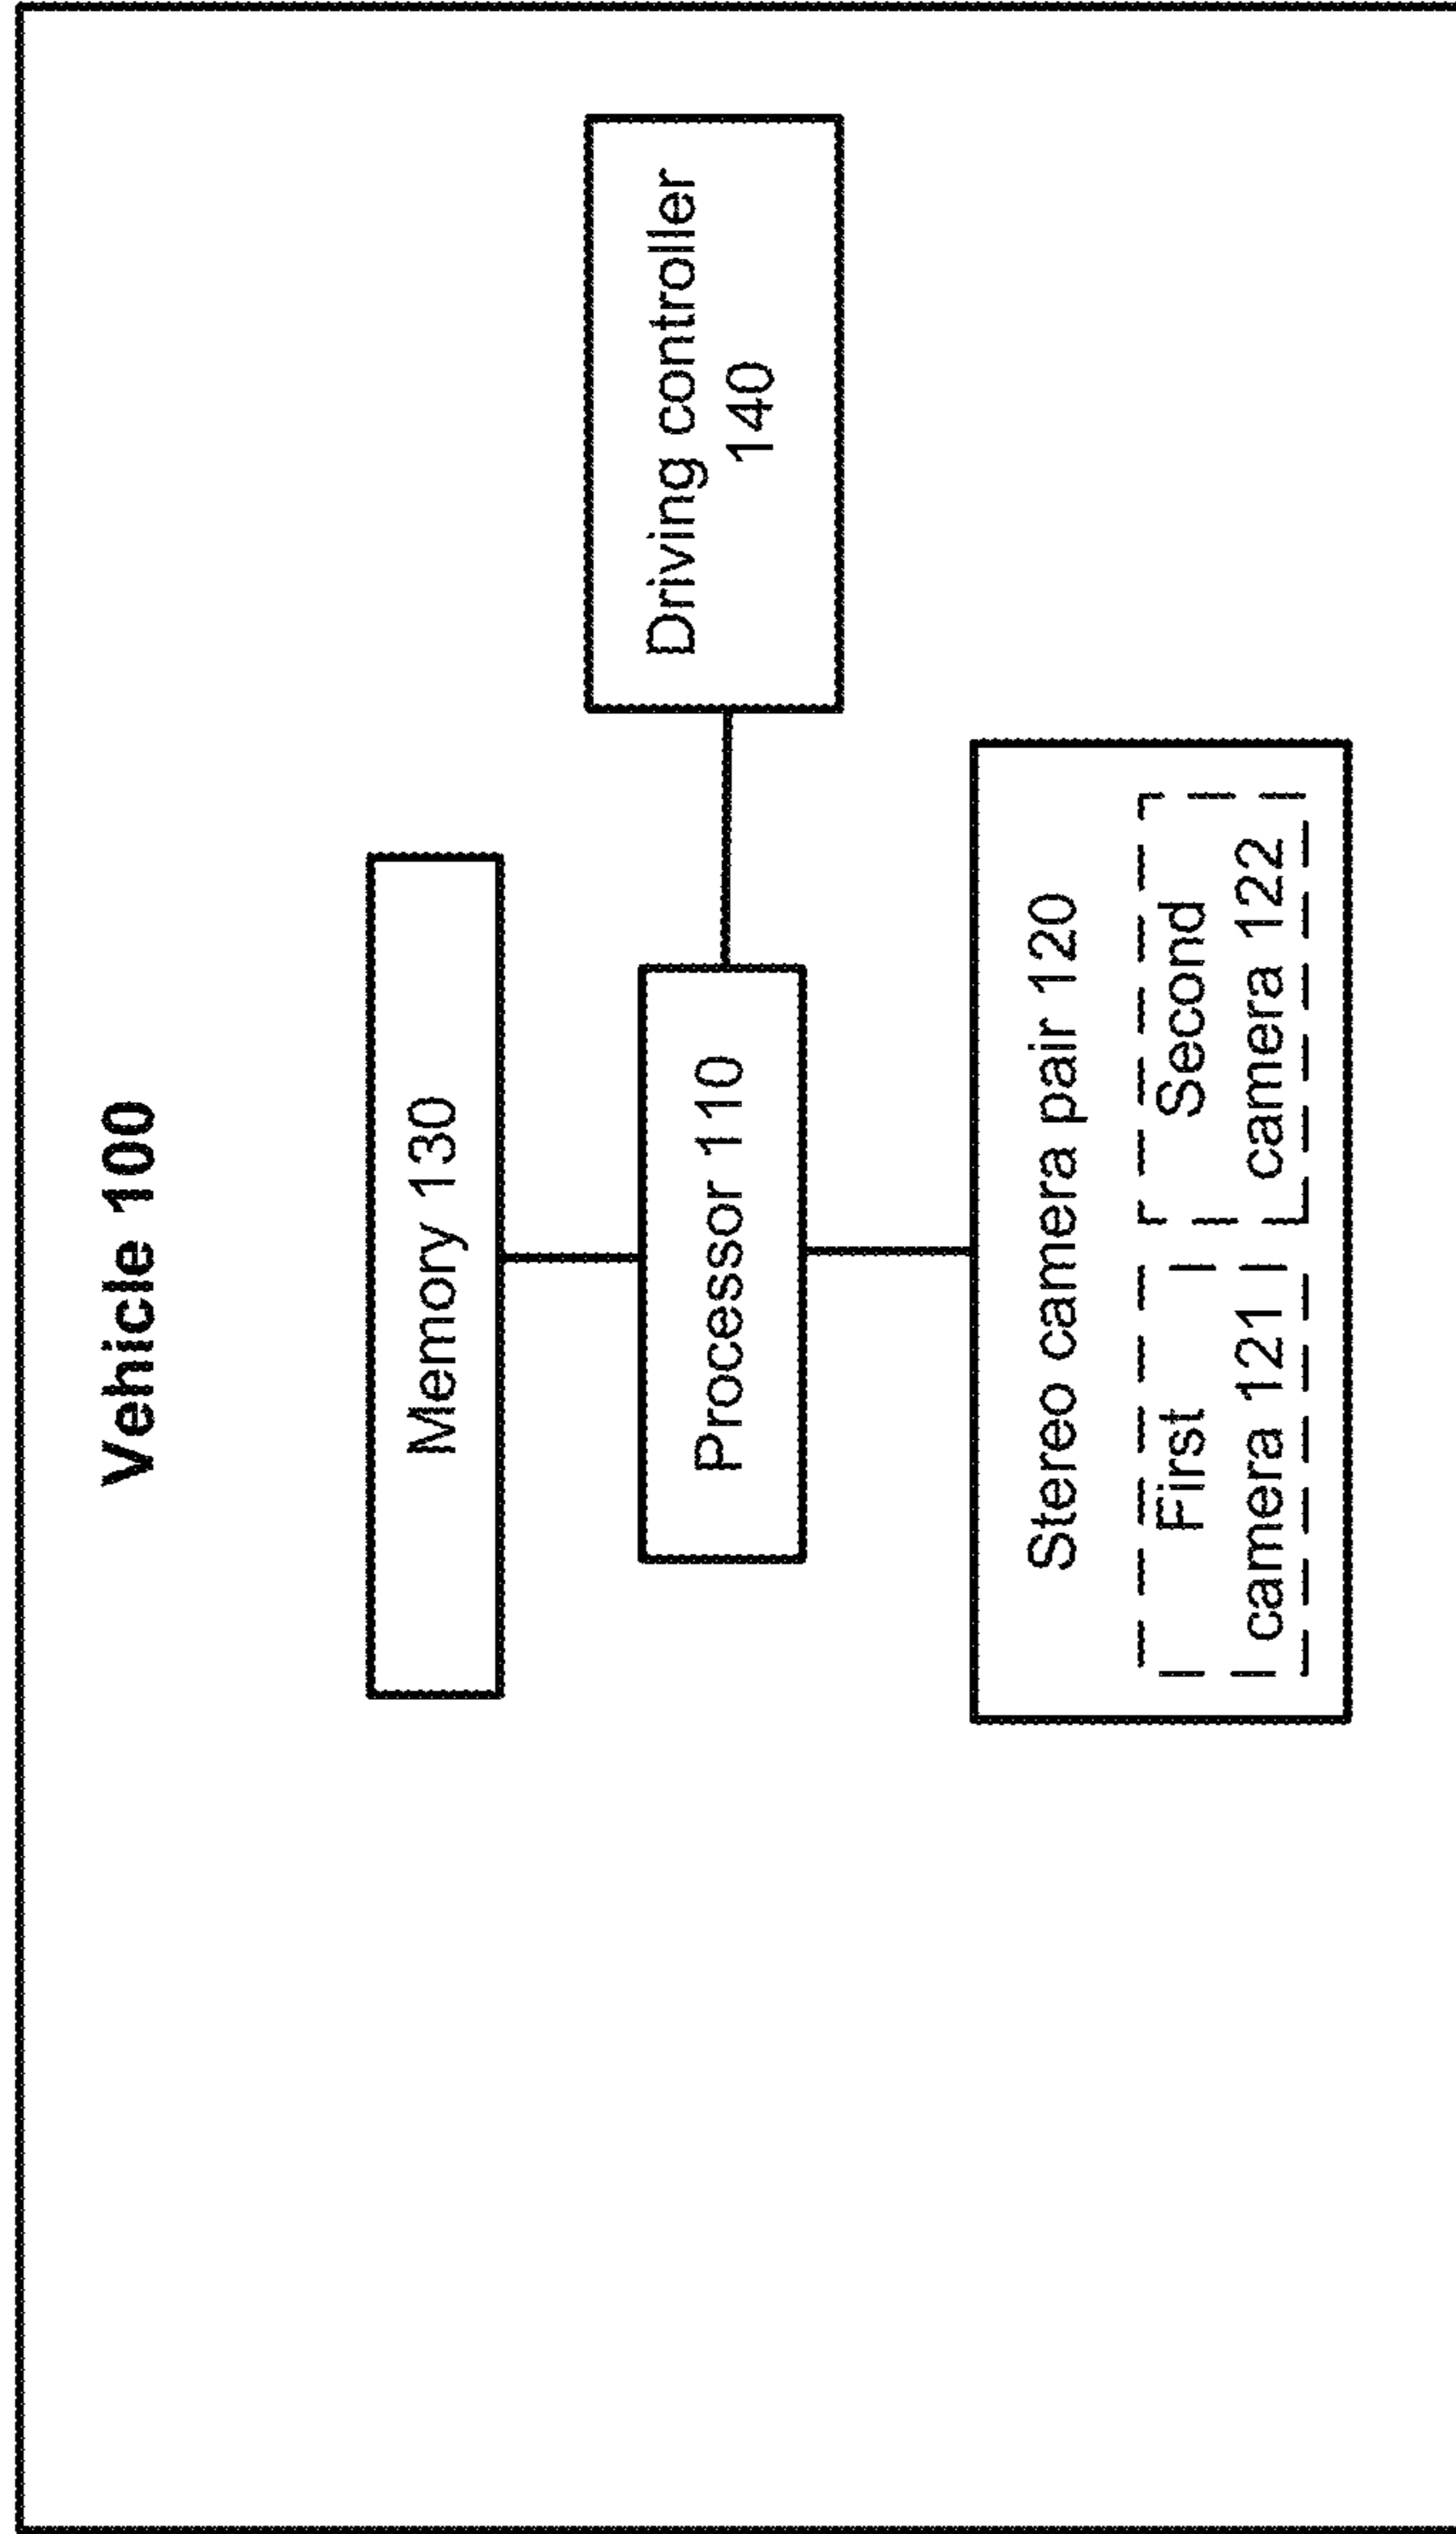 Vehicle 100
Memory 130
Processor 110
Driving controller
140
Stereo camera pair 120
First
camera 121
Second
camera 122